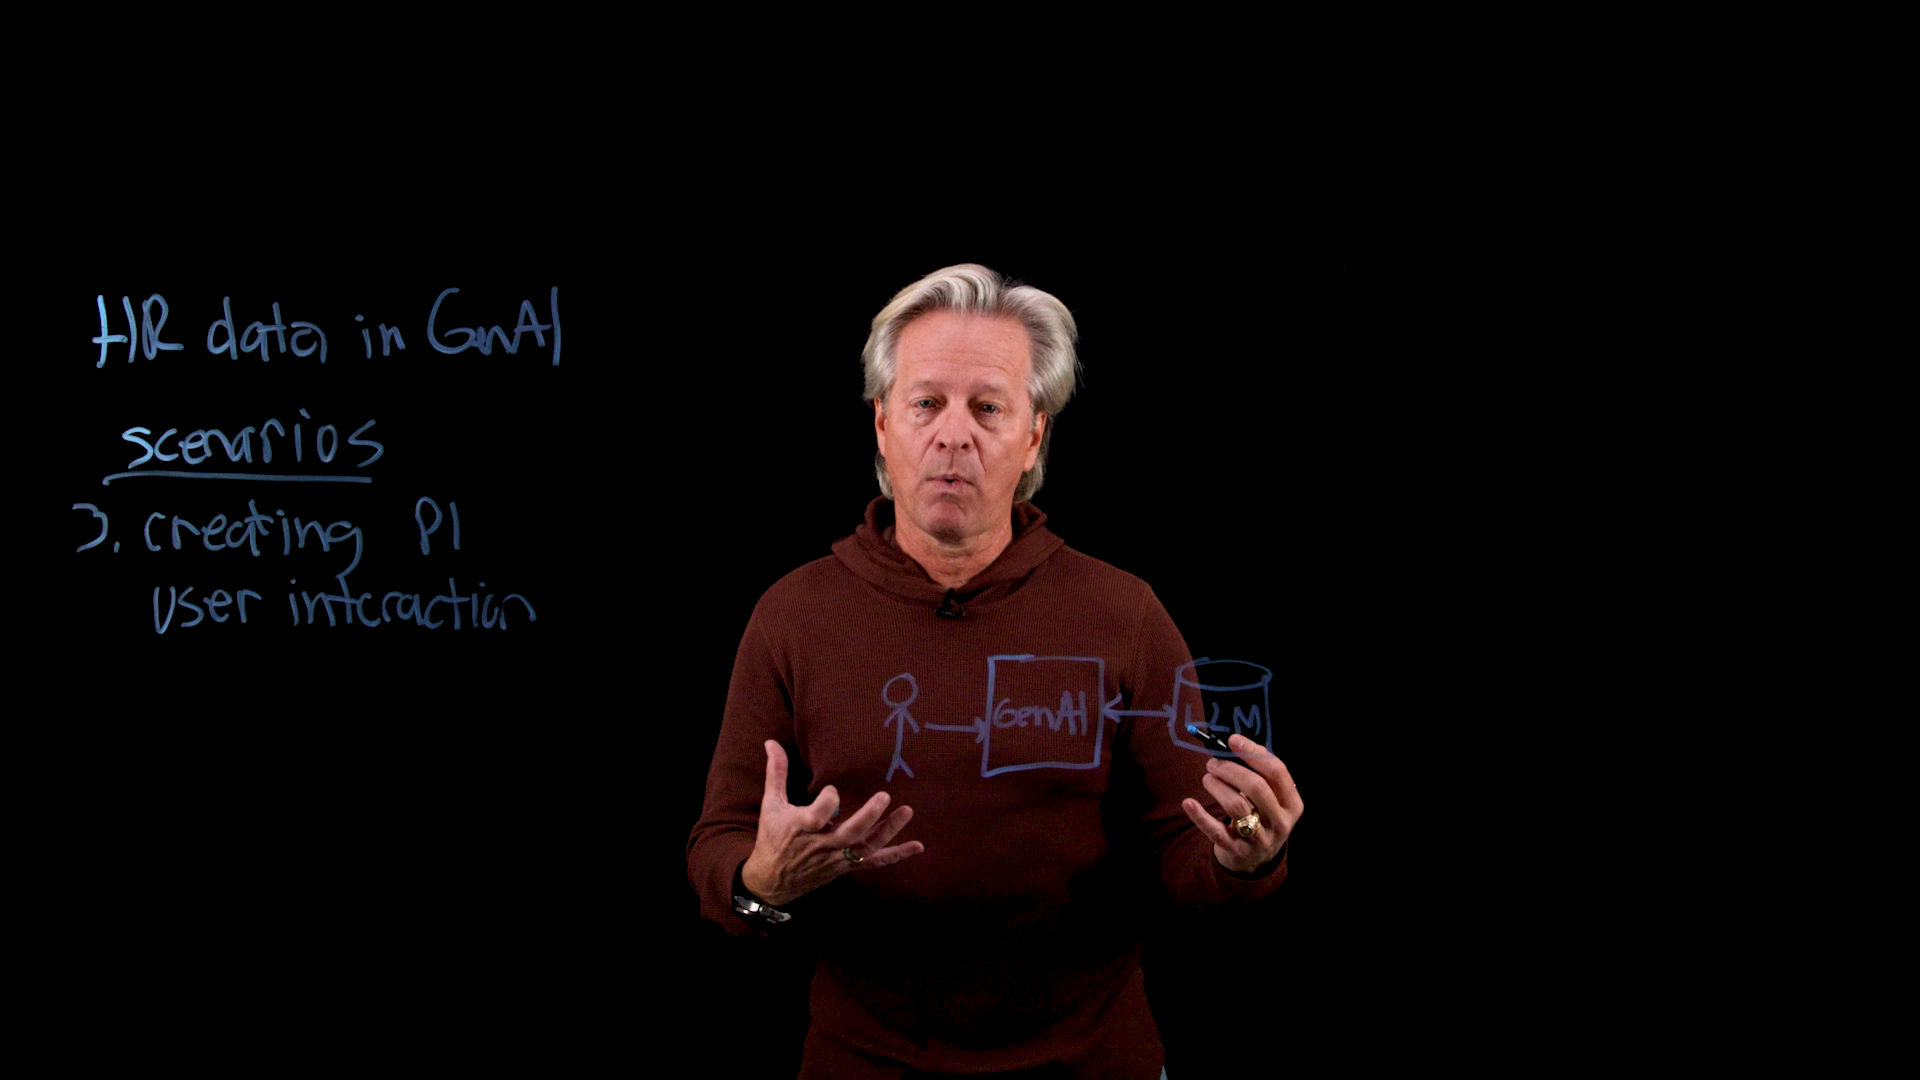 HR data in GenAI
scenarios
3. creating PI
user interaction
GenAI
LLM